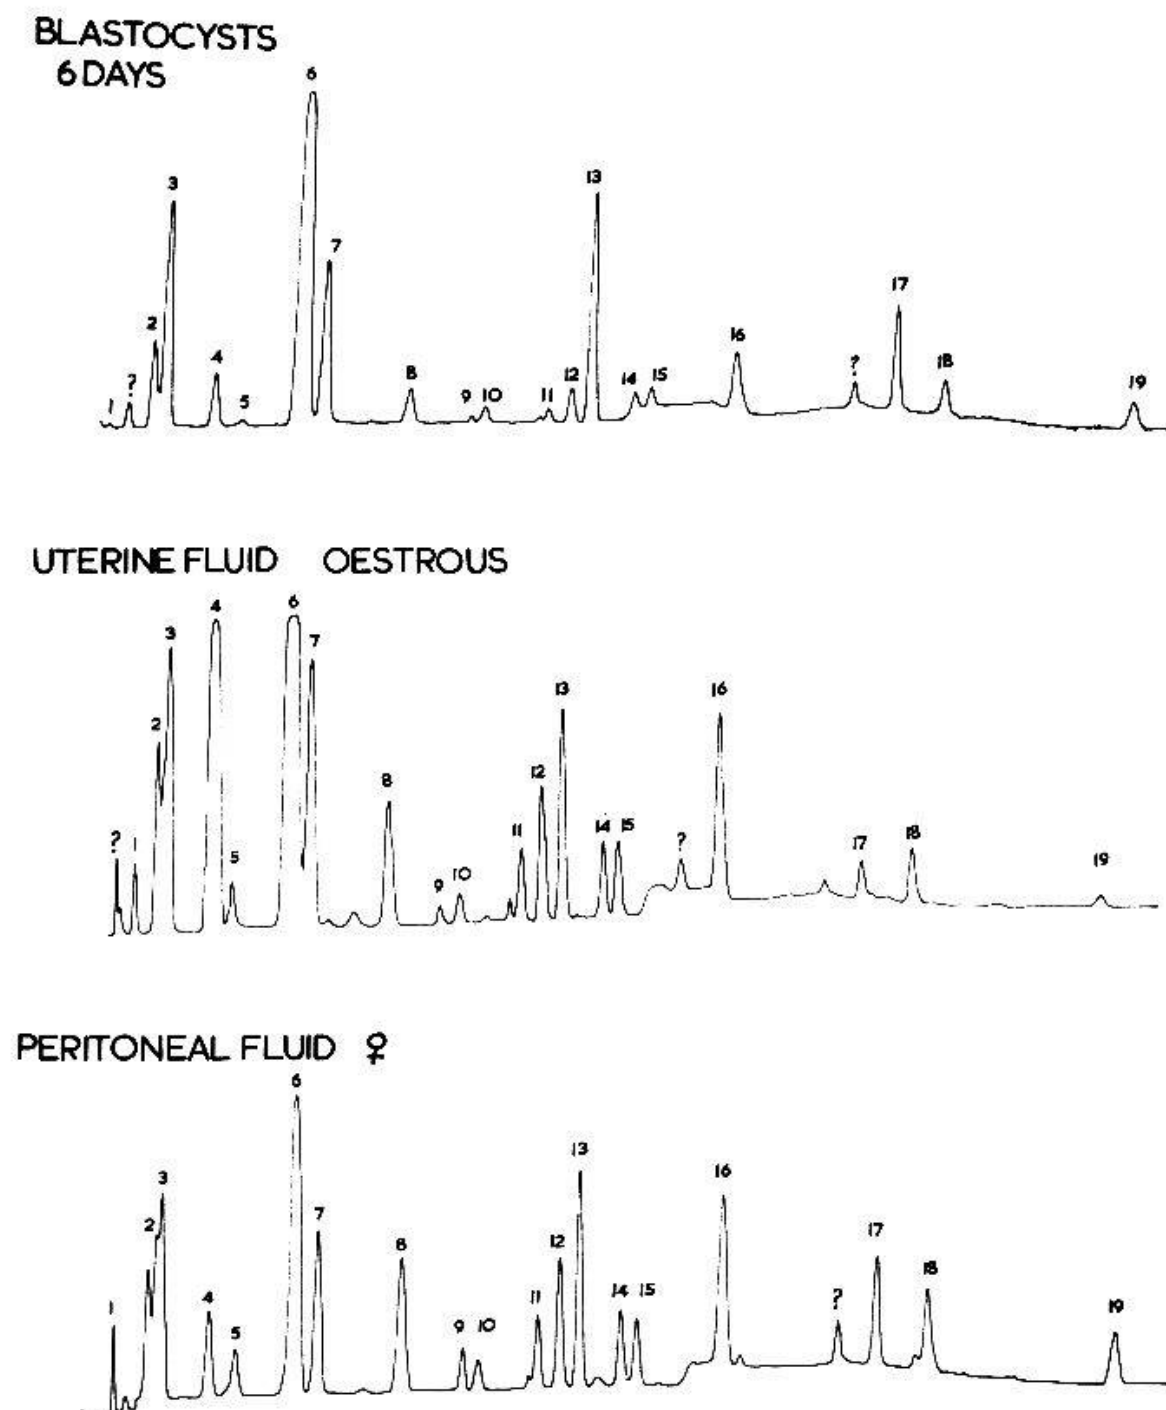 BLASTOCYSTS
6 DAYS
1 ? 2 3 4 5 6 7 8 9 10 11 12 13 14 15 16 ? 17 18 19
UTERINE FLUID OESTROUS
? 1 2 3 4 5 6 7 8 9 10 11 12 13 14 15 ? 16 17 18 19
PERITONEAL FLUID ♀
1 2 3 4 5 6 7 8 9 10 11 12 13 14 15 16 ? 17 18 19